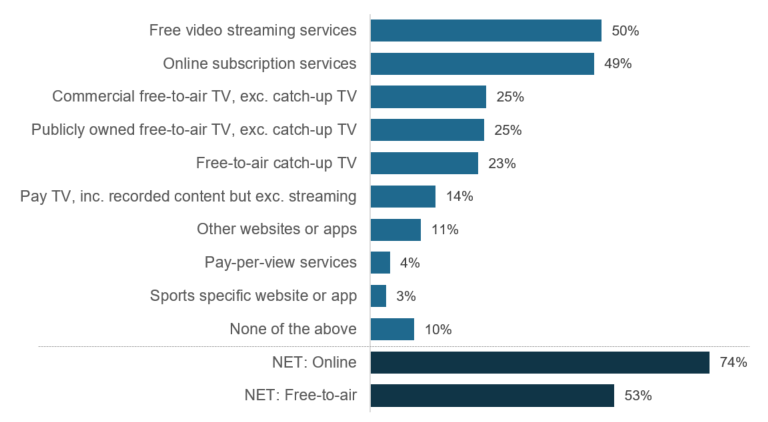 Free video streaming services 50%
Online subscription services 49%
Commercial free-to-air TV, exc. catch-up TV 25%
Publicly owned free-to-air TV, exc. catch-up TV 25%
Free-to-air catch-up TV 23%
Pay TV, inc. recorded content but exc. streaming 14%
Other websites or apps 11%
Pay-per-view services 4%
Sports specific website or app 3%
None of the above 10%
NET: Online 74%
NET: Free-to-air 53%